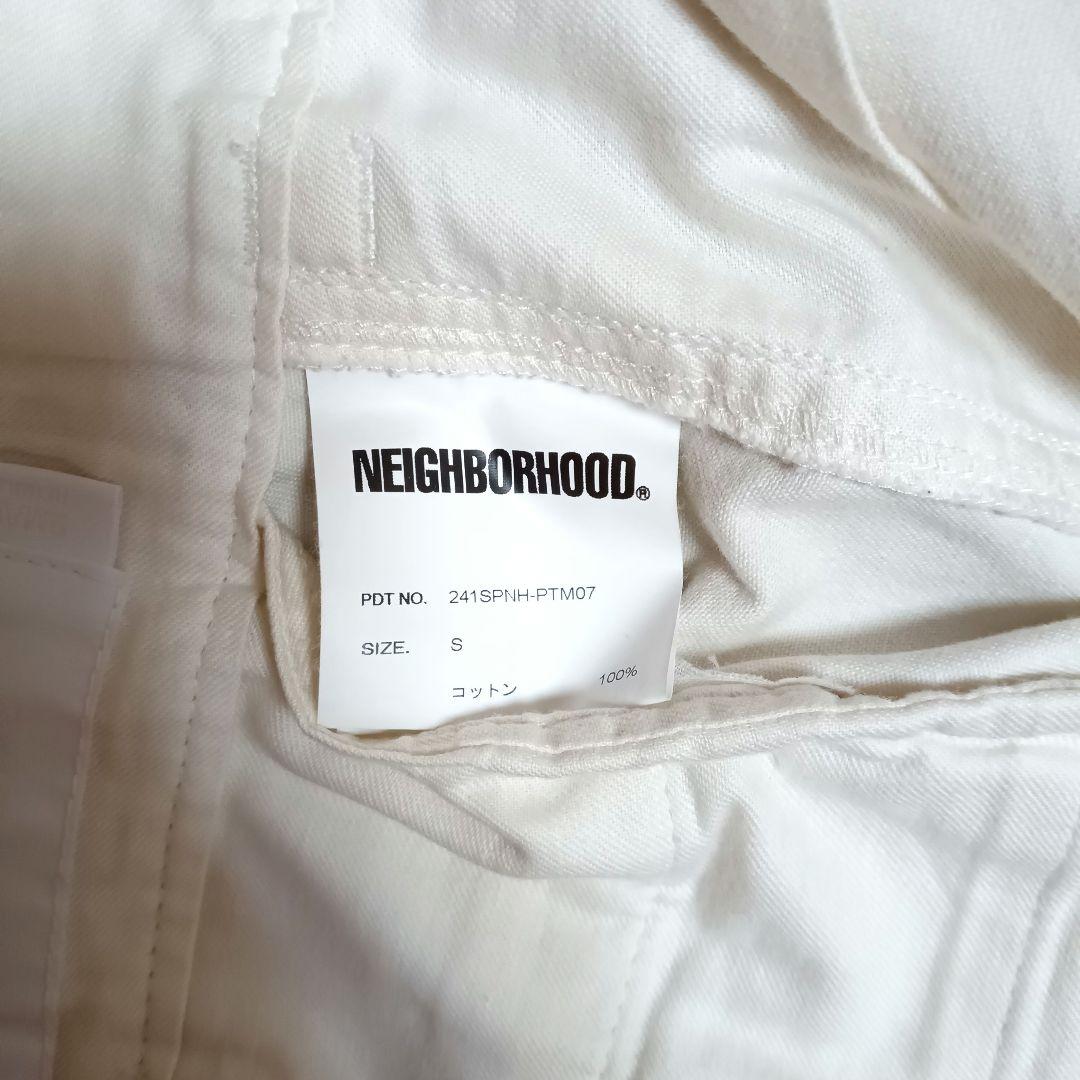 NEIGHBORHOOD®
PDT NO. 241SPNH-PTM07
SIZE. S
コットン 100%